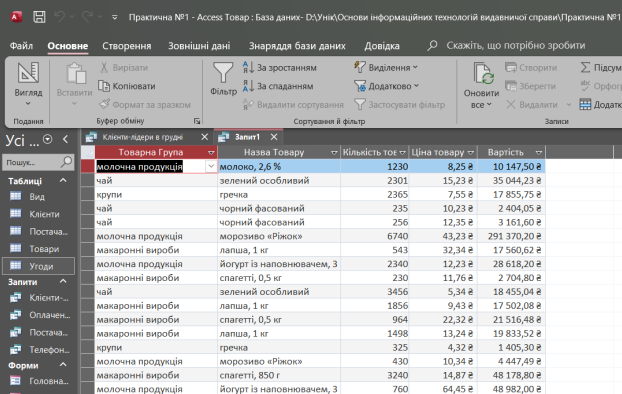 Практична №1 - Access Товар : База даних- D:\Унік\Основи інформаційних технологій видавничої справи\Практична №1
Файл Основне Створення Зовнішні дані Знаряддя бази даних Довідка Скажіть, що потрібно зробити
Вигляд
Подання
Вставити
Вирізати
Копіювати
Формат за зразком
Буфер обміну
Фільтр
За зростанням
За спаданням
Видалити сортування
Виділення
Додатково
Застосувати фільтр
Сортування й фільтр
Оновити все
Створити
Зберегти
Видалити
Записи
Усі ...
Пошук...
Таблиці
Вид
Клієнти
Постача...
Товари
Угоди
Запити
Клієнти-...
Оплачен...
Постача...
Телефон...
Форми
Головна...
Клієнти-лідери в грудні Запит1
Товарна Група Назва Товару Кількість тов Ціна товару Вартість
молочна продукція молоко, 2,6 % 1230 8,25 ₴ 10 147,50 ₴
чай зелений особливий 2301 15,23 ₴ 35 044,23 ₴
крупи гречка 2365 7,55 ₴ 17 855,75 ₴
чай чорний фасований 235 10,23 ₴ 2 404,05 ₴
чай чорний фасований 256 12,35 ₴ 3 161,60 ₴
молочна продукція морозиво «Ріжок» 6740 43,23 ₴ 291 370,20 ₴
макаронні вироби лапша, 1 кг 543 32,34 ₴ 17 560,62 ₴
молочна продукція йогурт із наповнювачем, 3 2340 12,23 ₴ 28 618,20 ₴
макаронні вироби спагетті, 0,5 кг 230 11,76 ₴ 2 704,80 ₴
чай зелений особливий 3456 5,34 ₴ 18 455,04 ₴
макаронні вироби лапша, 1 кг 1856 9,43 ₴ 17 502,08 ₴
макаронні вироби спагетті, 0,5 кг 964 22,32 ₴ 21 516,48 ₴
макаронні вироби лапша, 1 кг 1498 13,24 ₴ 19 833,52 ₴
крупи гречка 325 4,32 ₴ 1 405,30 ₴
молочна продукція морозиво «Ріжок» 430 10,34 ₴ 4 447,49 ₴
макаронні вироби спагетті, 850 г 3240 14,87 ₴ 48 178,80 ₴
молочна продукція йогурт із наповнювачем, 3 760 64,45 ₴ 48 982,00 ₴